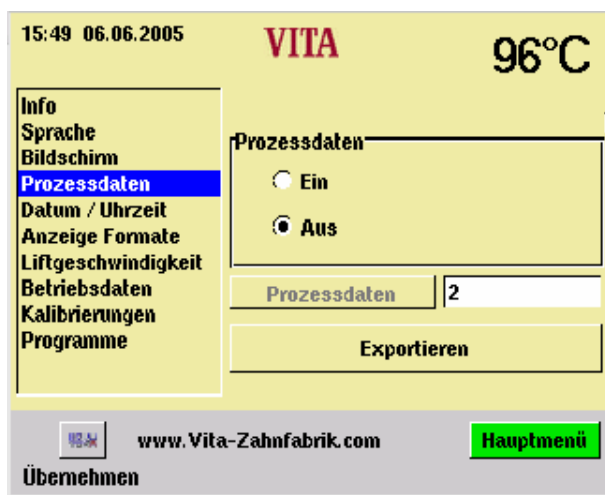 15:49 06.06.2005
VITA
96°C
Info
Sprache
Bildschirm
Prozessdaten
Datum / Uhrzeit
Anzeige Formate
Liftgeschwindigkeit
Betriebsdaten
Kalibrierungen
Programme
Prozessdaten
Ein
Aus
Prozessdaten 2
Exportieren
www.Vita-Zahnfabrik.com
Hauptmenü
Übernehmen